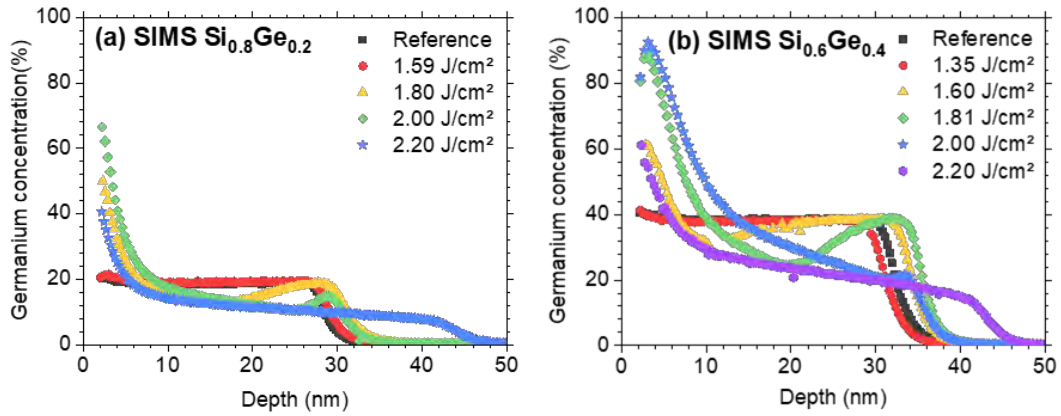 (a) SIMS Si0.8Ge0.2
Reference
1.59 J/cm²
1.80 J/cm²
2.00 J/cm²
2.20 J/cm²
Germanium concentration(%)
100
80
60
40
20
0
0 10 20 30 40 50
Depth (nm)
(b) SIMS Si0.6Ge0.4
Reference
1.35 J/cm²
1.60 J/cm²
1.81 J/cm²
2.00 J/cm²
2.20 J/cm²
Germanium concentration (%)
100
80
60
40
20
0
0 10 20 30 40 50
Depth (nm)